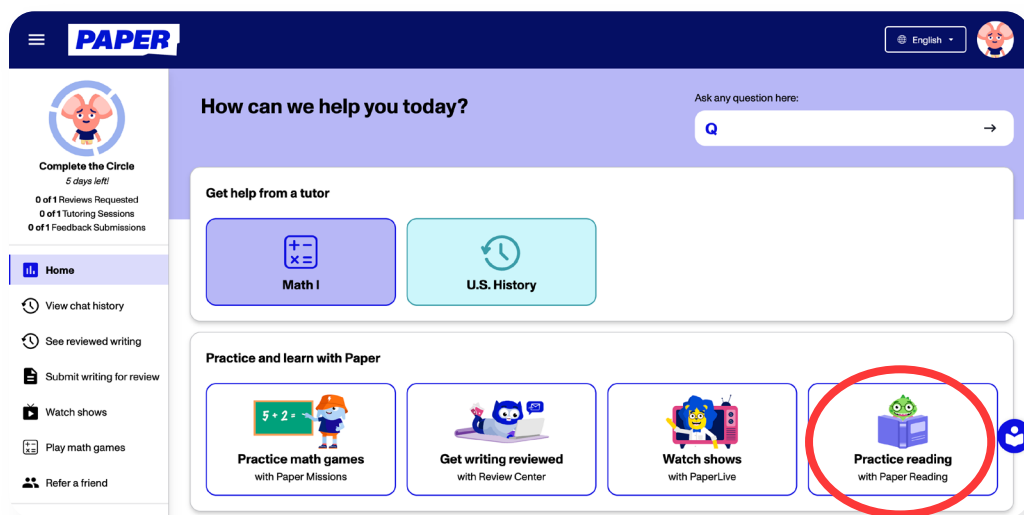 PAPER
English
Complete the Circle
5 days left!
0 of 1 Reviews Requested
0 of 1 Tutoring Sessions
0 of 1 Feedback Submissions
Home
View chat history
See reviewed writing
Submit writing for review
Watch shows
Play math games
Refer a friend
How can we help you today?
Ask any question here:
Q
Get help from a tutor
Math I
U.S. History
Practice and learn with Paper
5 + 2 =
Practice math games
with Paper Missions
Get writing reviewed
with Review Center
Watch shows
with PaperLive
Practice reading
with Paper Reading